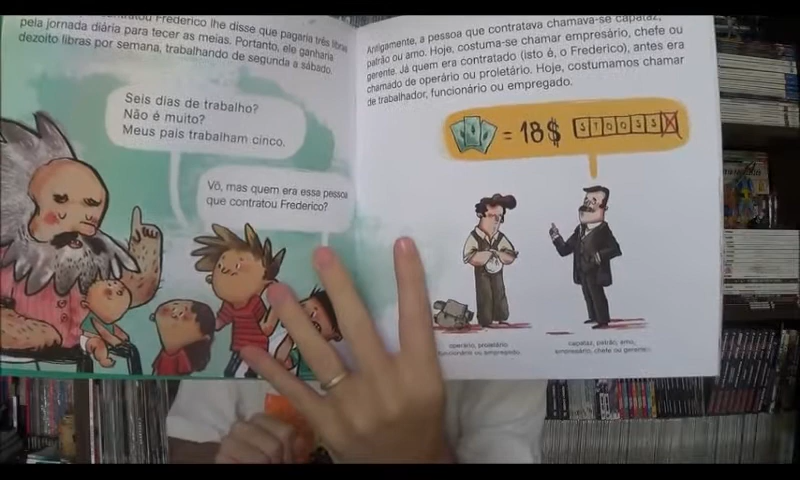 Frederico lhe disse que pagaria três libras
pela jornada diária para tecer as meias. Portanto, ele ganharia
dezoito libras por semana, trabalhando de segunda a sábado.
Seis dias de trabalho?
Não é muito?
Meus pais trabalham cinco.
Vô, mas quem era essa pessoa
que contratou Frederico?
Antigamente, a pessoa que contratava chamava-se capataz,
patrão ou amo. Hoje, costuma-se chamar empresário, chefe ou
gerente. Já quem era contratado (isto é, o Frederico), antes era
chamado de operário ou proletário. Hoje, costumamos chamar
de trabalhador, funcionário ou empregado.
= 18$
operário, proletário
funcionário ou empregado.
capataz, patrão, amo,
empresário, chefe ou gerente.